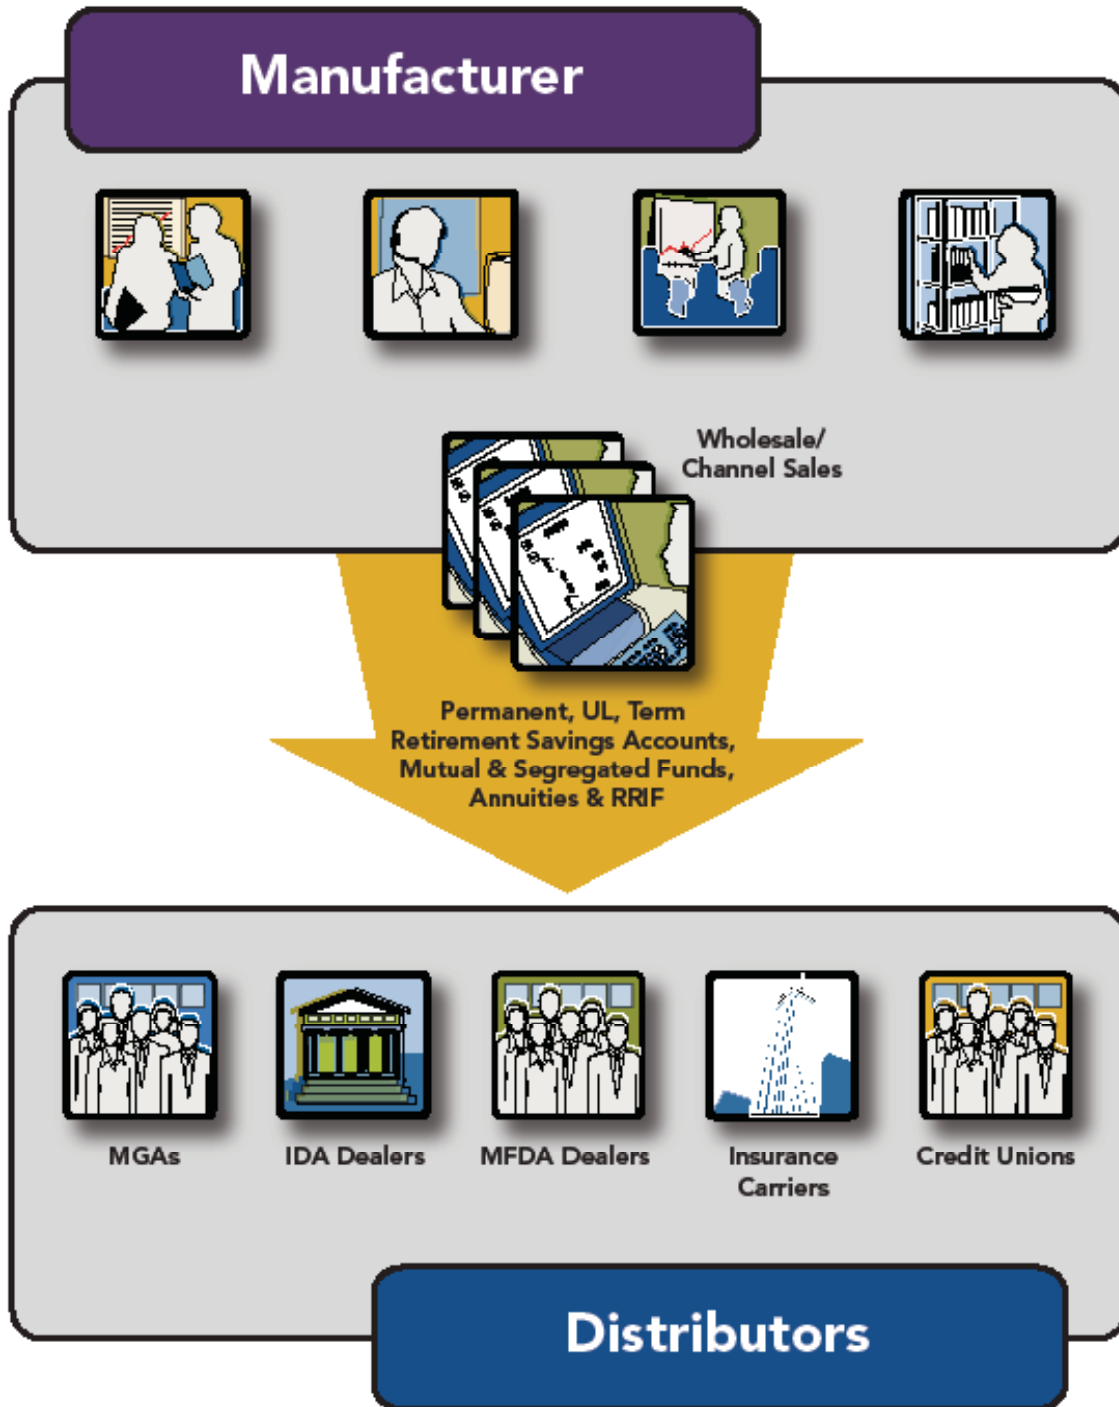 Manufacturer
Wholesale/
Channel Sales
Permanent, UL, Term
Retirement Savings Accounts,
Mutual & Segregated Funds,
Annuities & RRIF
MGAs
IDA Dealers
MFDA Dealers
Insurance
Carriers
Credit Unions
Distributors